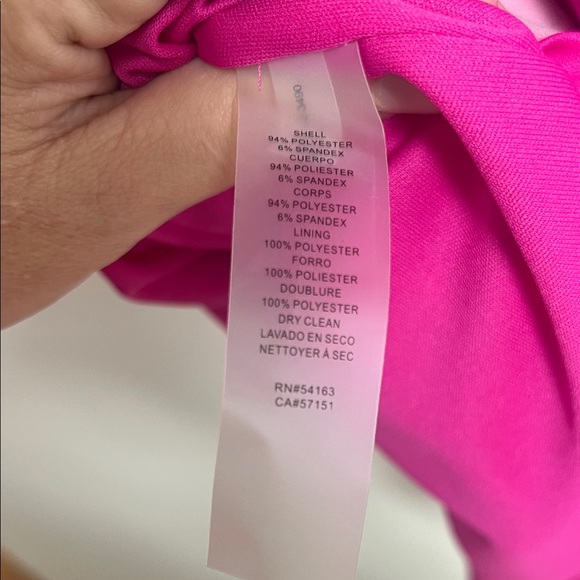 SHELL
94% POLYESTER
6% SPANDEX
CUERPO
94% POLIESTER
6% SPANDEX
CORPS
94% POLYESTER
6% SPANDEX
LINING
100% POLYESTER
FORRO
100% POLIESTER
DOUBLURE
100% POLYESTER
DRY CLEAN
LAVADO EN SECO
NETTOYER À SEC
RN#54163
CA#57151